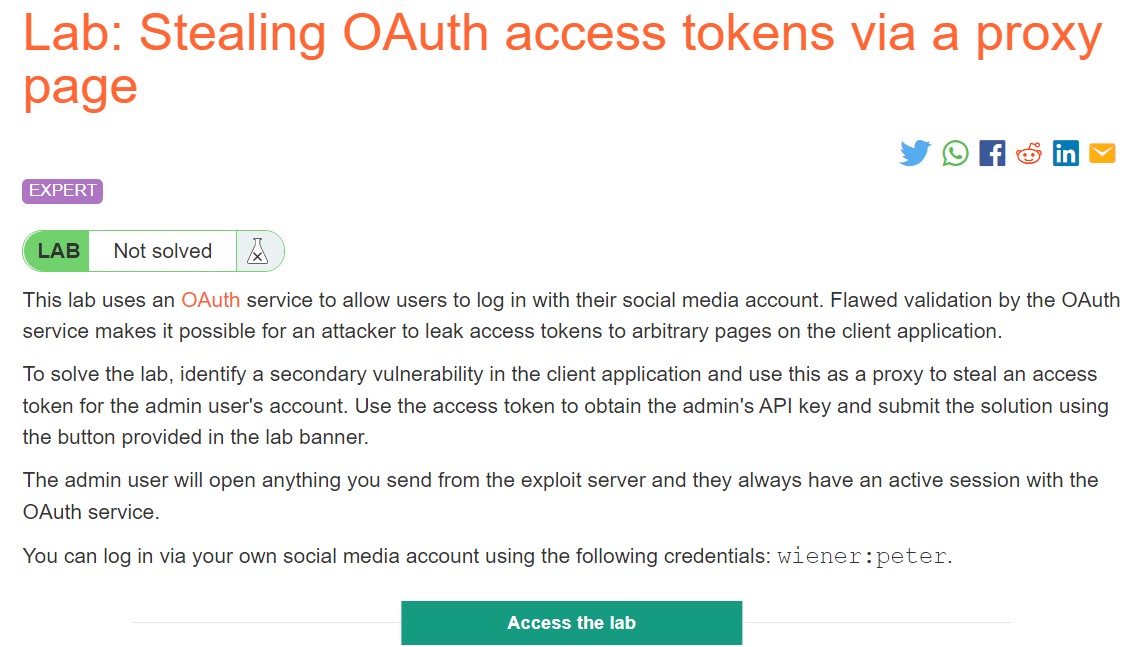 Lab: Stealing OAuth access tokens via a proxy
page
EXPERT
LAB Not solved
This lab uses an OAuth service to allow users to log in with their social media account. Flawed validation by the OAuth
service makes it possible for an attacker to leak access tokens to arbitrary pages on the client application.
To solve the lab, identify a secondary vulnerability in the client application and use this as a proxy to steal an access
token for the admin user's account. Use the access token to obtain the admin's API key and submit the solution using
the button provided in the lab banner.
The admin user will open anything you send from the exploit server and they always have an active session with the
OAuth service.
You can log in via your own social media account using the following credentials: wiener:peter.
Access the lab